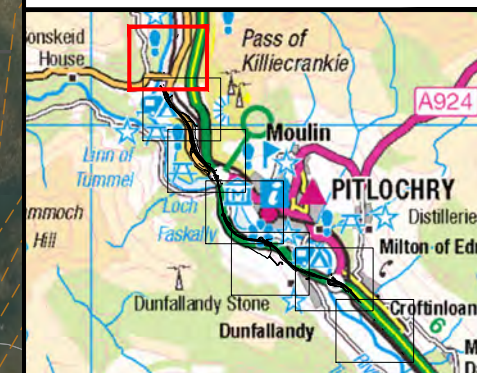 onskeid
House
Pass of
Killiecrankie
A924
Moulin
Linn of
Tummel
PITLOCHRY
i
Distillerie
mmoch
Hill
Loch
Faskally
Milton of Edr
Dunfallandy Stone
Croftinloan
Dunfallandy
6
M